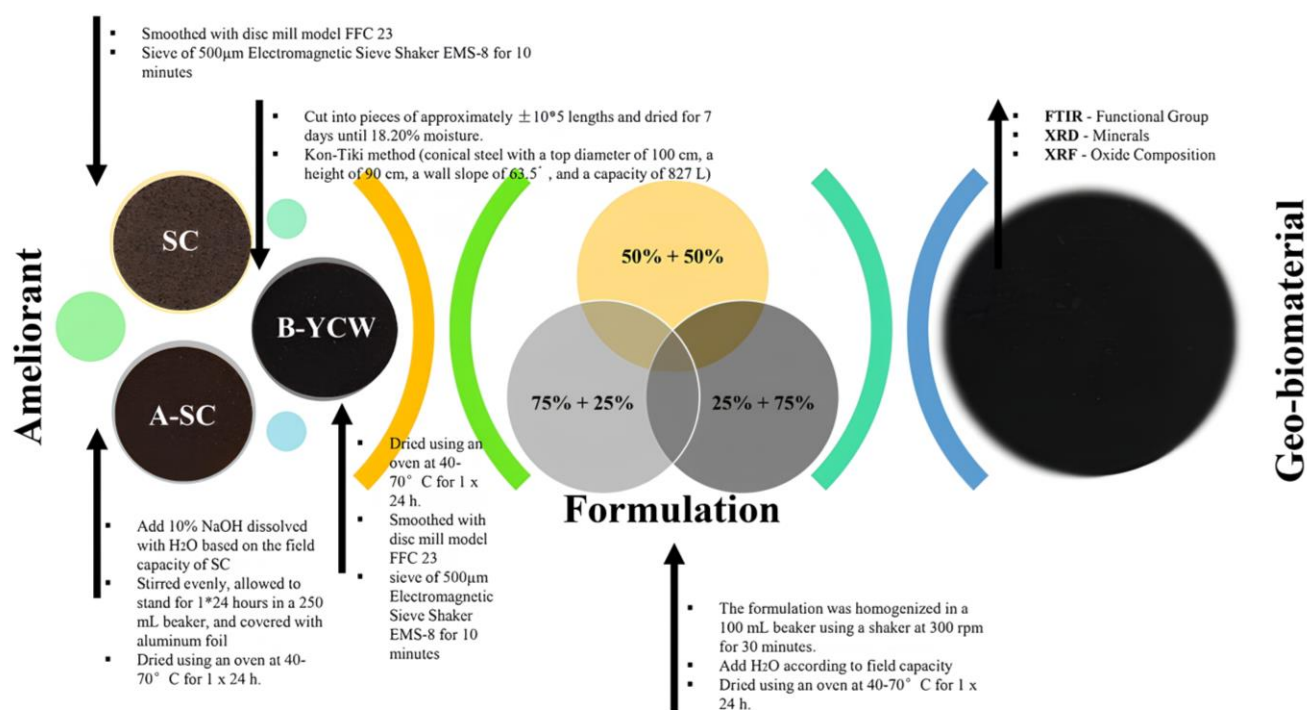 ▪ Smoothed with disc mill model FFC 23
▪ Sieve of 500μm Electromagnetic Sieve Shaker EMS-8 for 10
minutes
▪ Cut into pieces of approximately ±10*5 lengths and dried for 7
days until 18.20% moisture.
▪ Kon-Tiki method (conical steel with a top diameter of 100 cm, a
height of 90 cm, a wall slope of 63.5°, and a capacity of 827 L)
▪ FTIR - Functional Group
▪ XRD - Minerals
▪ XRF - Oxide Composition
Ameliorant
SC
B-YCW
A-SC
50% + 50%
75% + 25%
25% + 75%
Formulation
Geo-biomaterial
▪ Add 10% NaOH dissolved
with H2O based on the field
capacity of SC
▪ Stirred evenly, allowed to
stand for 1*24 hours in a 250
mL beaker, and covered with
aluminum foil
▪ Dried using an oven at 40-
70° C for 1 x 24 h.
▪ Dried using an
oven at 40-
70° C for 1 x
24 h.
▪ Smoothed with
disc mill model
FFC 23
▪ sieve of 500μm
Electromagnetic
Sieve Shaker
EMS-8 for 10
minutes
▪ The formulation was homogenized in a
100 mL beaker using a shaker at 300 rpm
for 30 minutes.
▪ Add H2O according to field capacity
▪ Dried using an oven at 40-70° C for 1 x
24 h.